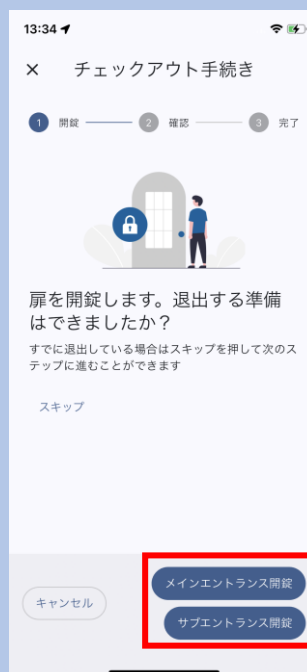 13:34
チェックアウト手続き
1 開錠 2 確認 3 完了
扉を開錠します。退出する準備
はできましたか？
すでに退出している場合はスキップを押して次のス
テップに進むことができます
スキップ
メインエントランス開錠
キャンセル
サブエントランス開錠